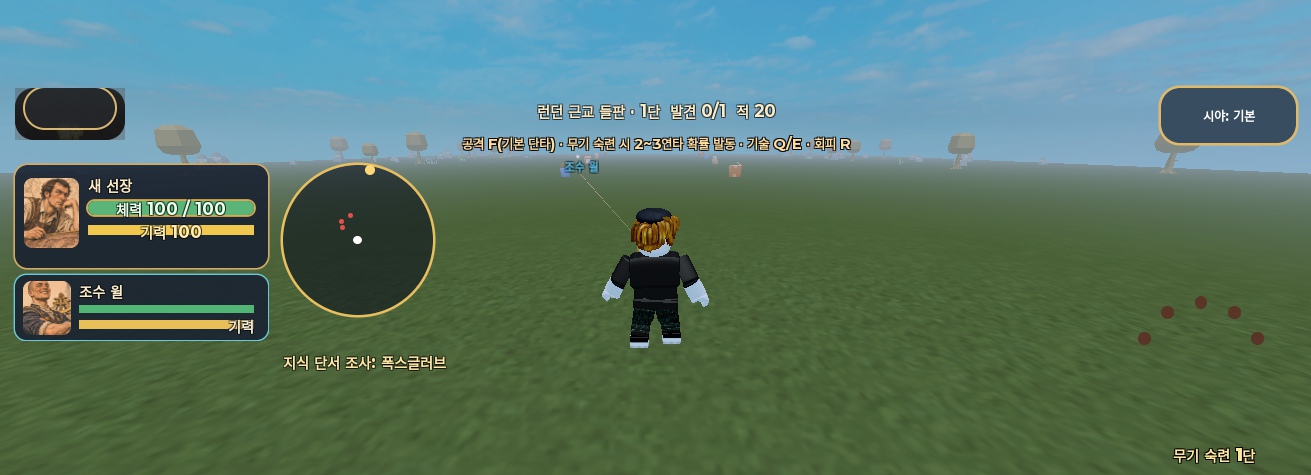 런던 근교 들판 · 1단 발견 0/1 적 20
시야: 기본
공격 F(기본 단타) · 무기 숙련 시 2~3연타 확률 발동 · 기술 Q/E · 회피 R
조수 월
새 선장
체력 100 / 100
기력 100
조수 월
기력
지식 단서 조사: 폭스글러브
무기 숙련 1단